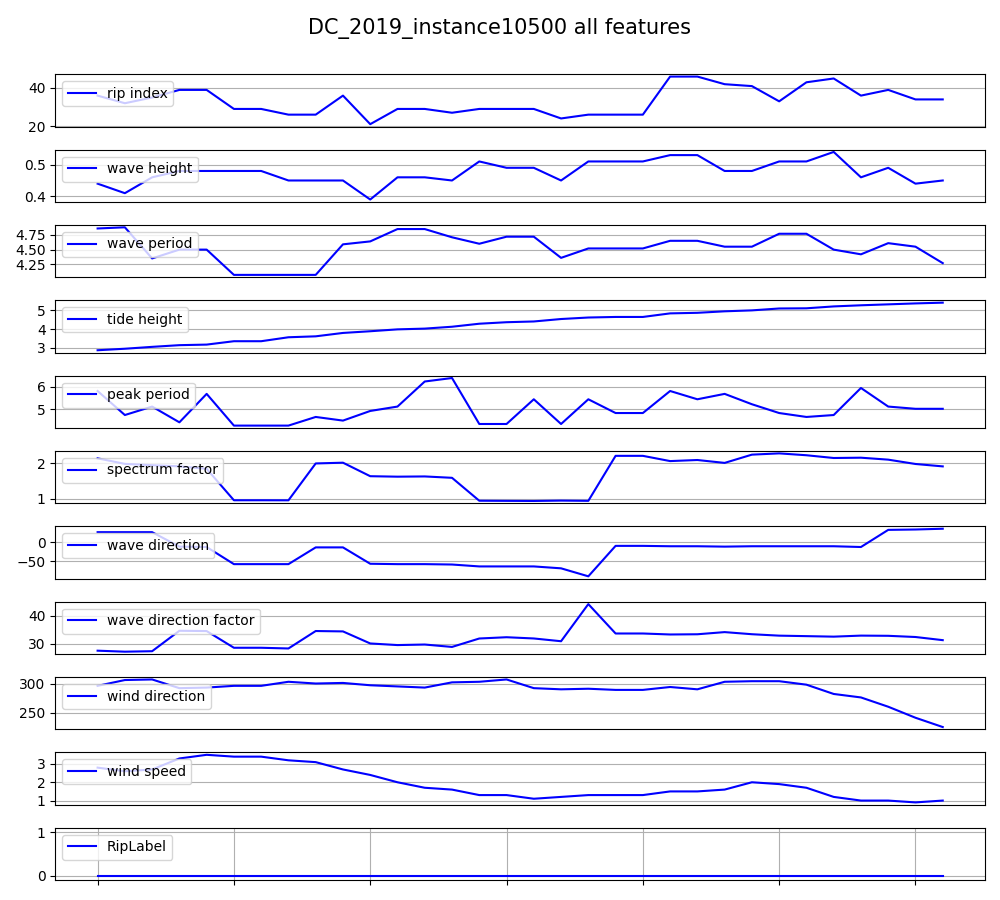 DC_2019_instance10500 all features
40
20
rip index
0.5
0.4
wave height
4.75
4.50
4.25
wave period
5
4
3
tide height
6
5
peak period
2
1
spectrum factor
0
−50
wave direction
40
30
wave direction factor
300
250
wind direction
3
2
1
wind speed
1
0
RipLabel